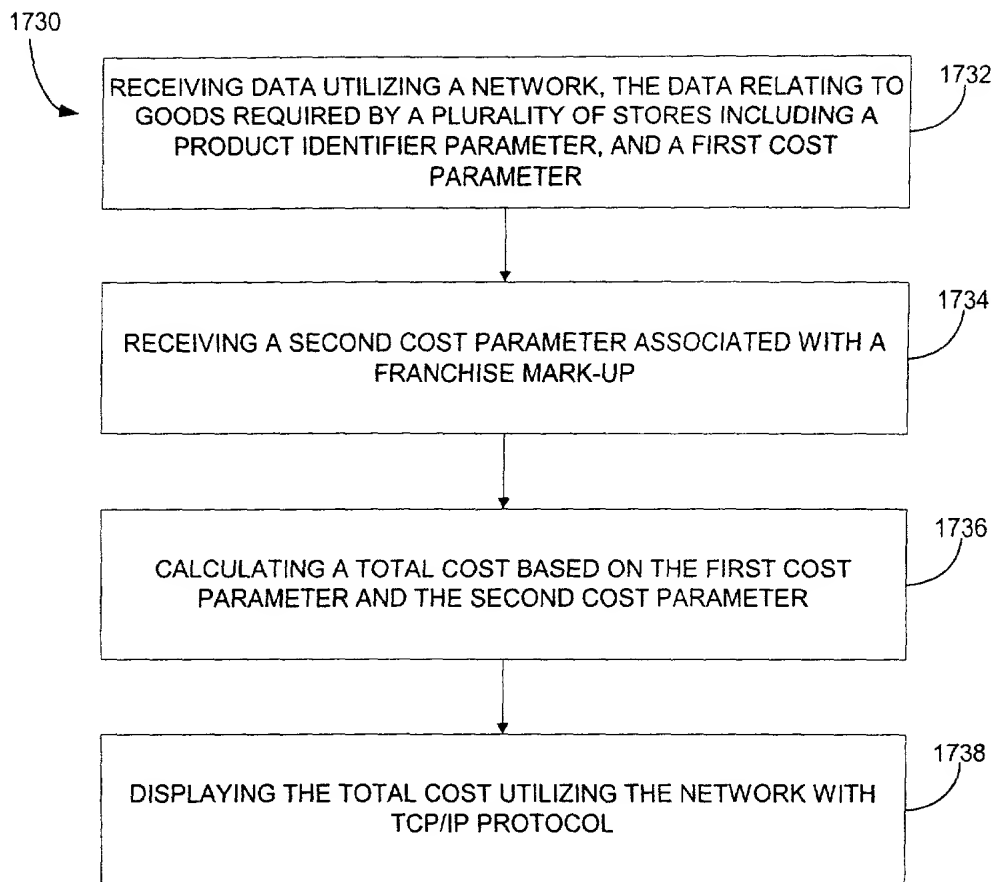 1730
RECEIVING DATA UTILIZING A NETWORK, THE DATA RELATING TO
GOODS REQUIRED BY A PLURALITY OF STORES INCLUDING A
PRODUCT IDENTIFIER PARAMETER, AND A FIRST COST
PARAMETER
1732
RECEIVING A SECOND COST PARAMETER ASSOCIATED WITH A
FRANCHISE MARK-UP
1734
CALCULATING A TOTAL COST BASED ON THE FIRST COST
PARAMETER AND THE SECOND COST PARAMETER
1736
DISPLAYING THE TOTAL COST UTILIZING THE NETWORK WITH
TCP/IP PROTOCOL
1738